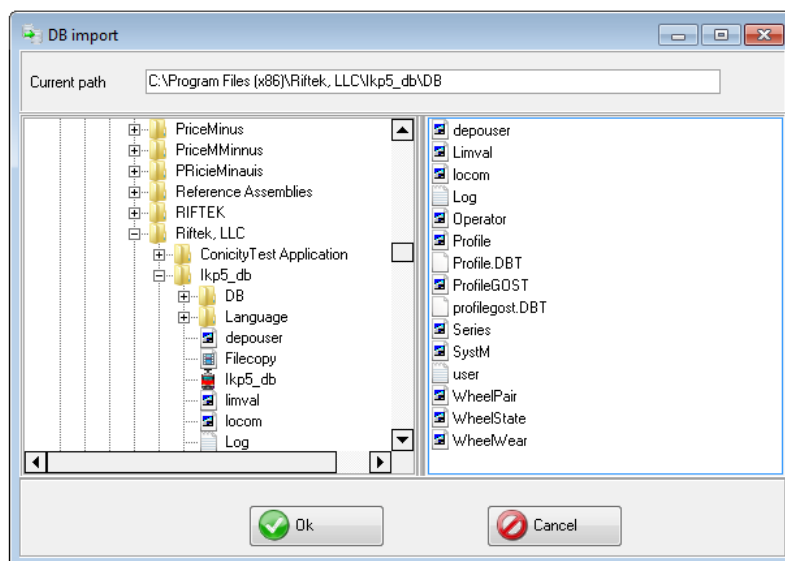 DB import
Current path
C:\Program Files (x86)\Riftek, LLC\Ikp5_db\DB
PriceMinus
PriceMMinnus
PRicieMinauis
Reference Assemblies
RIFTEK
Riftek, LLC
ConicityTest Application
Ikp5_db
DB
Language
depouser
Filecopy
Ikp5_db
limval
locom
Log
depouser
Limval
locom
Log
Operator
Profile
Profile.DBT
ProfileGOST
profilegost.DBT
Series
SystM
user
WheelPair
WheelState
WheelWear
Ok
Cancel